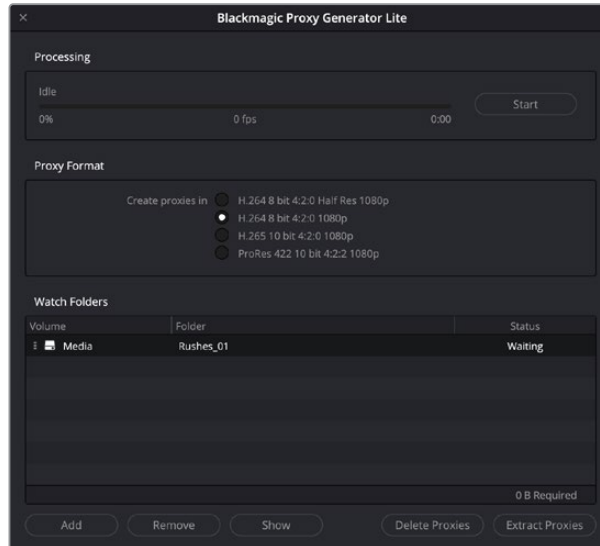 Blackmagic Proxy Generator Lite
Processing
Idle
0% 0 fps 0:00
Start
Proxy Format
Create proxies in H.264 8 bit 4:2:0 Half Res 1080p
H.264 8 bit 4:2:0 1080p
H.265 10 bit 4:2:0 1080p
ProRes 422 10 bit 4:2:2 1080p
Watch Folders
Volume Folder Status
Media Rushes_01 Waiting
0 B Required
Add Remove Show Delete Proxies Extract Proxies